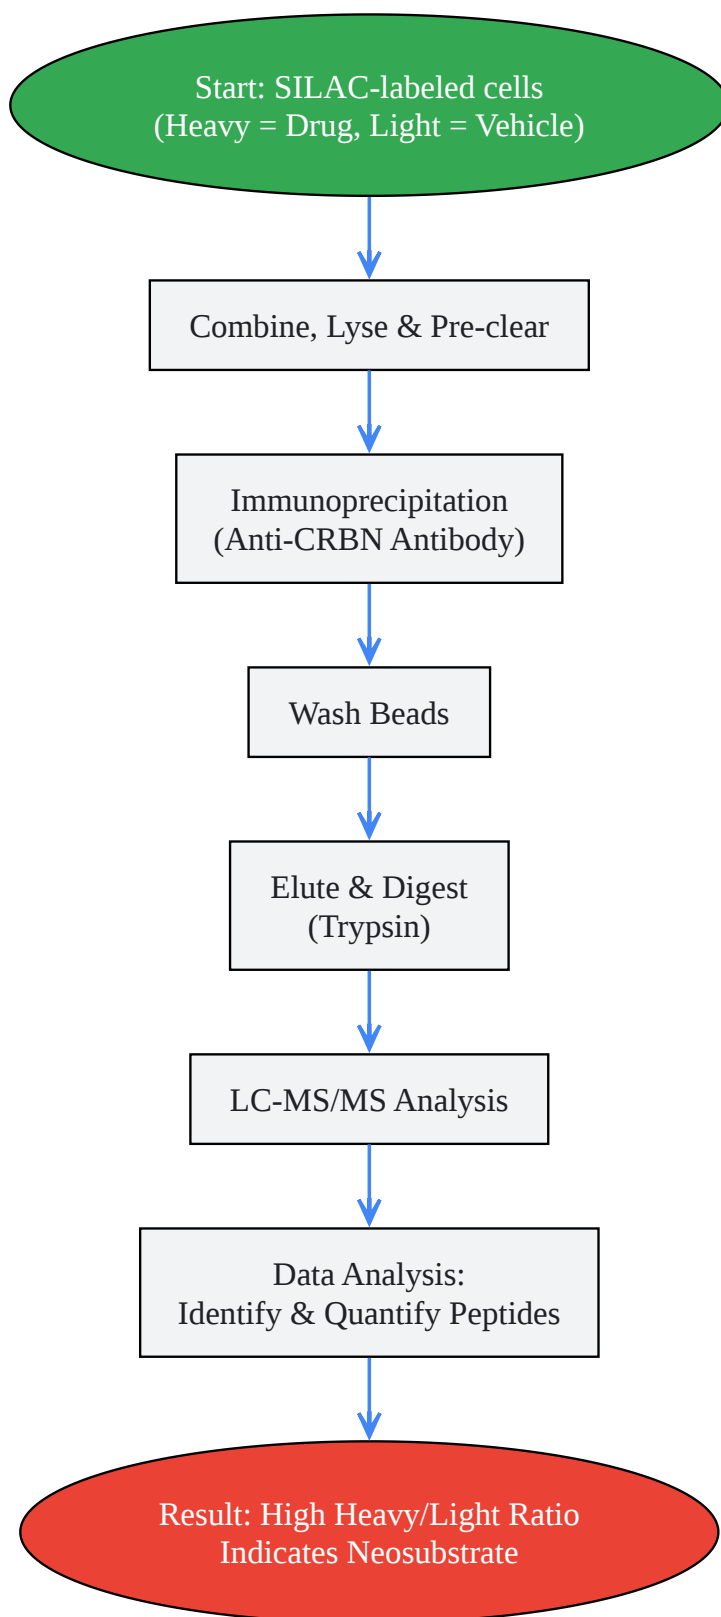 Start: SILAC-labeled cells
(Heavy = Drug, Light = Vehicle)
Combine, Lyse & Pre-clear
Immunoprecipitation
(Anti-CRBN Antibody)
Wash Beads
Elute & Digest
(Trypsin)
LC-MS/MS Analysis
Data Analysis:
Identify & Quantify Peptides
Result: High Heavy/Light Ratio
Indicates Neosubstrate